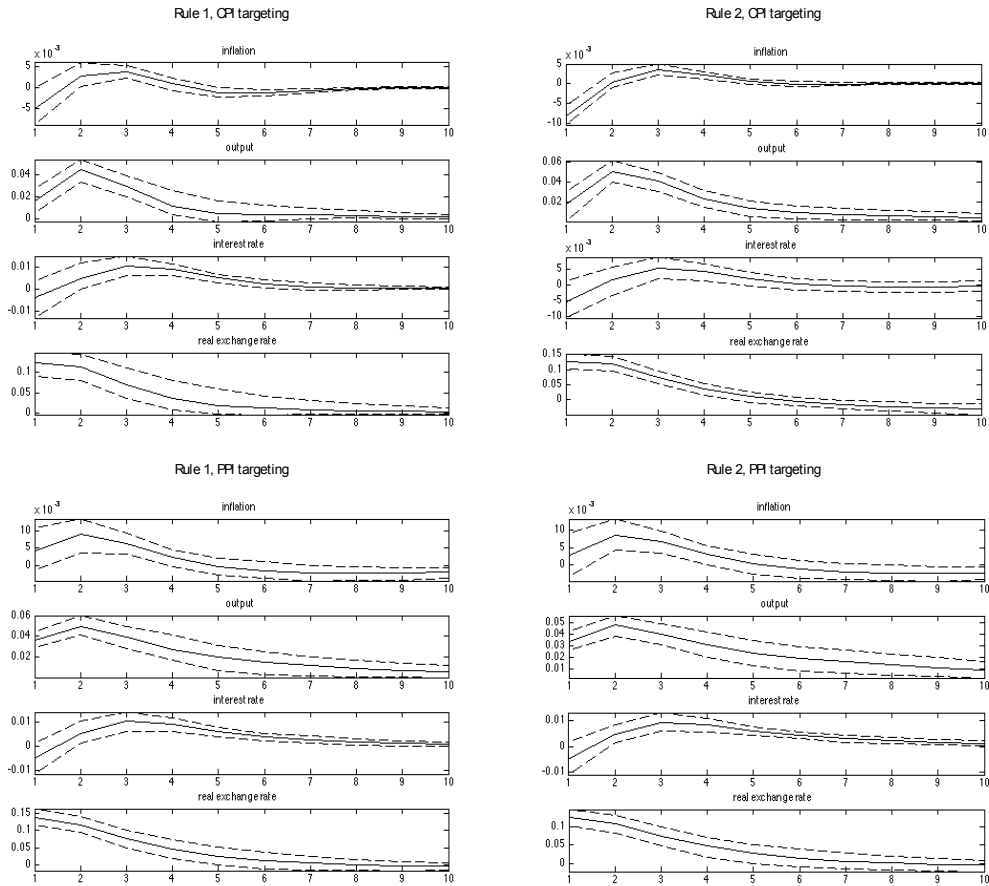 Rule 1, CPI targeting
x 10 -3
inflation
5
0
-5
1 2 3 4 5 6 7 8 9 10
output
0.04
0.02
0
1 2 3 4 5 6 7 8 9 10
interest rate
0.01
0
-0.01
1 2 3 4 5 6 7 8 9 10
real exchange rate
0.1
0.05
0
1 2 3 4 5 6 7 8 9 10
Rule 2, CPI targeting
x 10 -3
inflation
5
0
-5
-10
1 2 3 4 5 6 7 8 9 10
output
0.06
0.04
0.02
1 2 3 4 5 6 7 8 9 10
x 10 -3
interest rate
5
0
-5
-10
1 2 3 4 5 6 7 8 9 10
real exchange rate
0.15
0.1
0.05
0
1 2 3 4 5 6 7 8 9 10
Rule 1, PPI targeting
x 10 -3
inflation
10
5
0
1 2 3 4 5 6 7 8 9 10
output
0.06
0.04
0.02
1 2 3 4 5 6 7 8 9 10
interest rate
0.01
0
-0.01
1 2 3 4 5 6 7 8 9 10
real exchange rate
0.15
0.1
0.05
0
1 2 3 4 5 6 7 8 9 10
Rule 2, PPI targeting
x 10 -3
inflation
10
5
0
1 2 3 4 5 6 7 8 9 10
output
0.05
0.04
0.03
0.02
0.01
1 2 3 4 5 6 7 8 9 10
interest rate
0.01
0
-0.01
1 2 3 4 5 6 7 8 9 10
real exchange rate
0.1
0.05
0
1 2 3 4 5 6 7 8 9 10